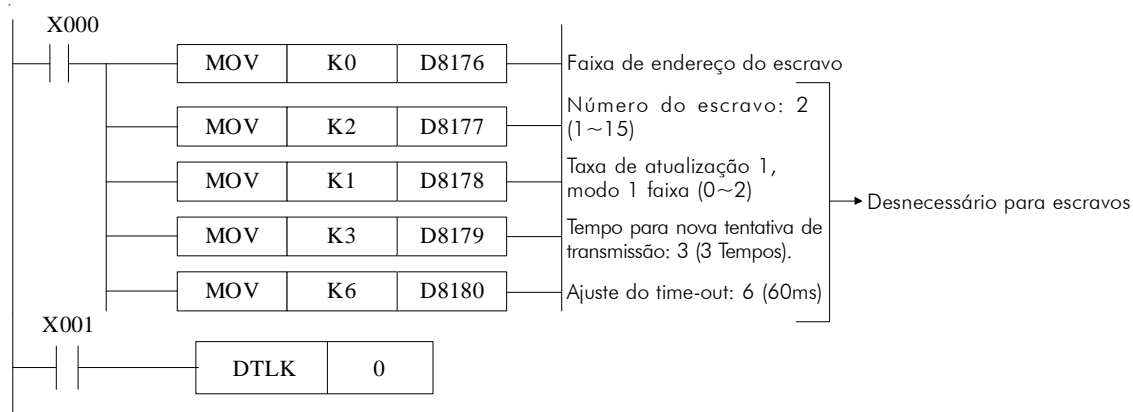 X000
MOV K0 D8176 Faixa de endereço do escravo
MOV K2 D8177 Número do escravo: 2
(1~15)
MOV K1 D8178 Taxa de atualização 1,
modo 1 faixa (0~2)
Desnecessário para escravos
MOV K3 D8179 Tempo para nova tentativa de
transmissão: 3 (3 Tempos).
MOV K6 D8180 Ajuste do time-out: 6 (60ms)
X001
DTLK 0